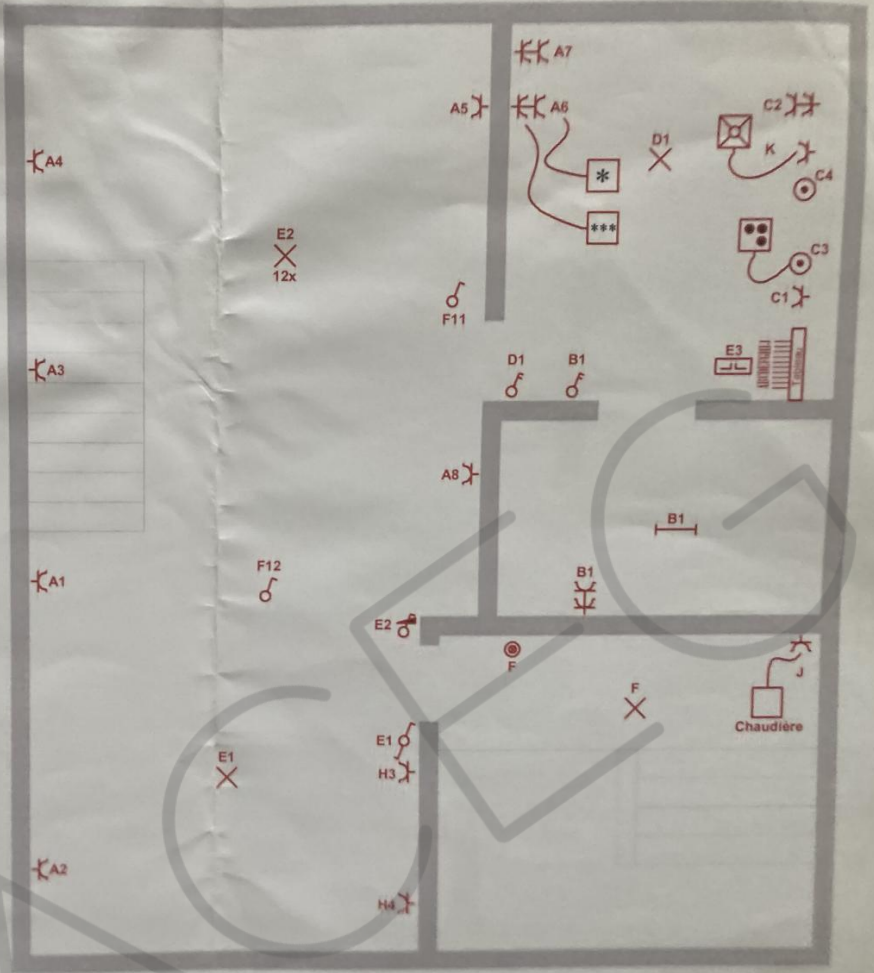 A7
A5
A6
C2
D1
K
A4
C4
*
***
E2
12x
C3
C1
F11
E3
D1
B1
A3
Tableau
A8
B1
F12
B1
A1
E2
F
F
J
Chaudière
E1
E1
H3
A2
H4